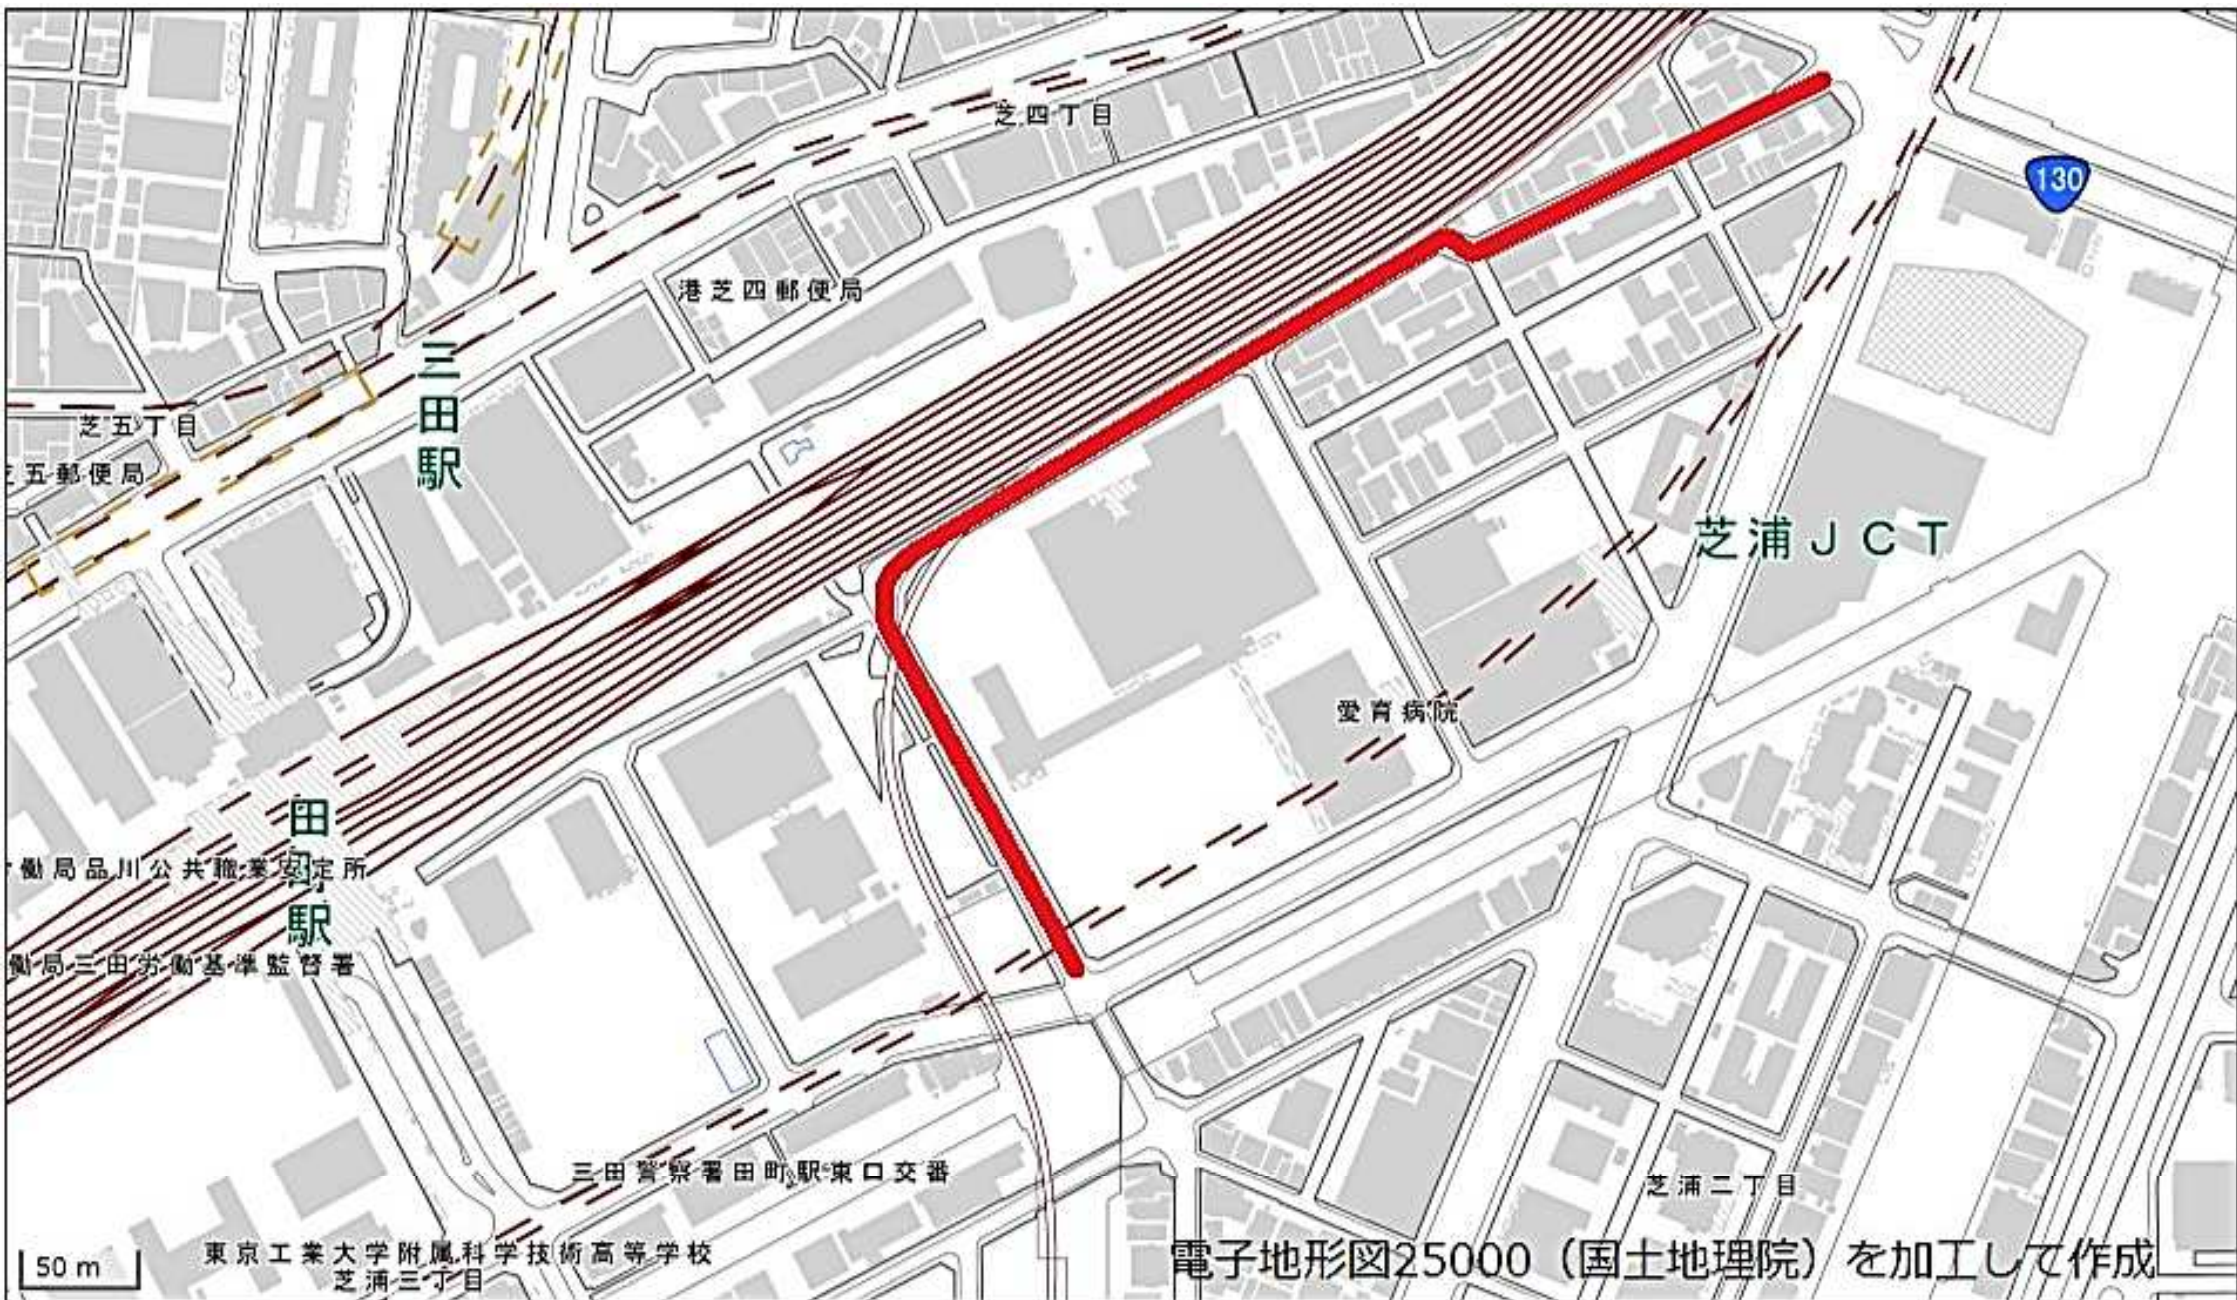 芝四丁目
130
港芝四郵便局
三田駅
芝五丁目
芝五郵便局
芝浦JCT
愛育病院
田町駅
働局品川公共職業安定所
働局三田労働基準監督署
三田警察署田町駅東口交番
芝浦二丁目
東京工業大学附属科学技術高等学校
芝浦三丁目
50 m
電子地形図25000（国土地理院）を加工して作成